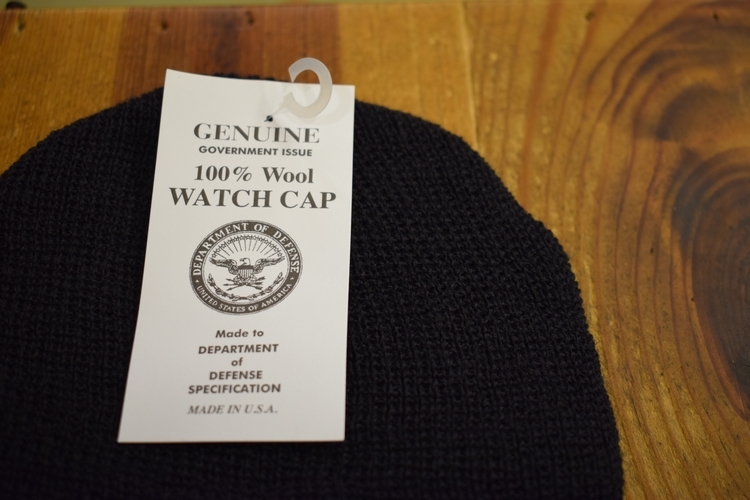 GENUINE
GOVERNMENT ISSUE
100% Wool
WATCH CAP
DEPARTMENT OF DEFENSE
UNITED STATES OF AMERICA
Made to
DEPARTMENT
of
DEFENSE
SPECIFICATION
MADE IN U.S.A.